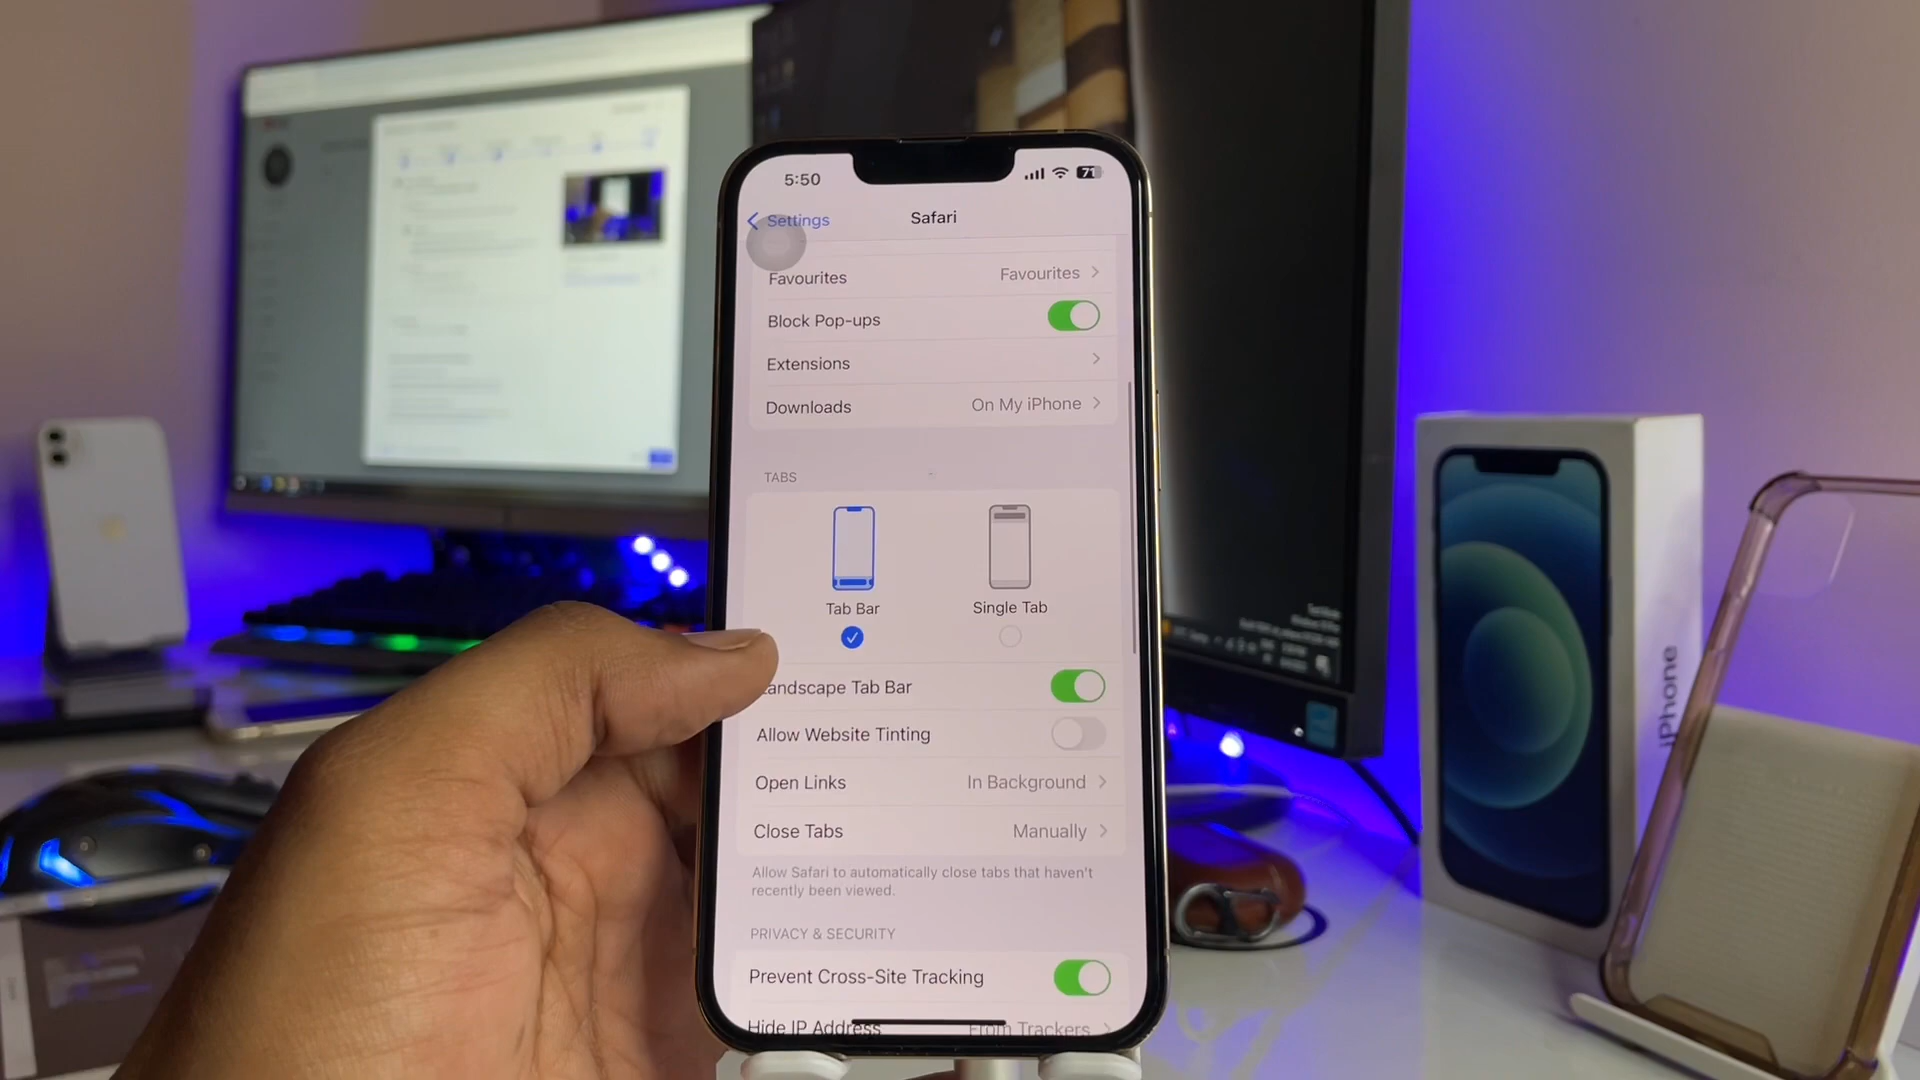 5:50
71
Settings
Safari
Favourites Favourites
Block Pop-ups
Extensions
Downloads On My iPhone
TABS
Tab Bar Single Tab
Landscape Tab Bar
Allow Website Tinting
Open Links In Background
Close Tabs Manually
Allow Safari to automatically close tabs that haven't
recently been viewed.
PRIVACY & SECURITY
Prevent Cross-Site Tracking
Hide IP Address From Trackers
iPhone